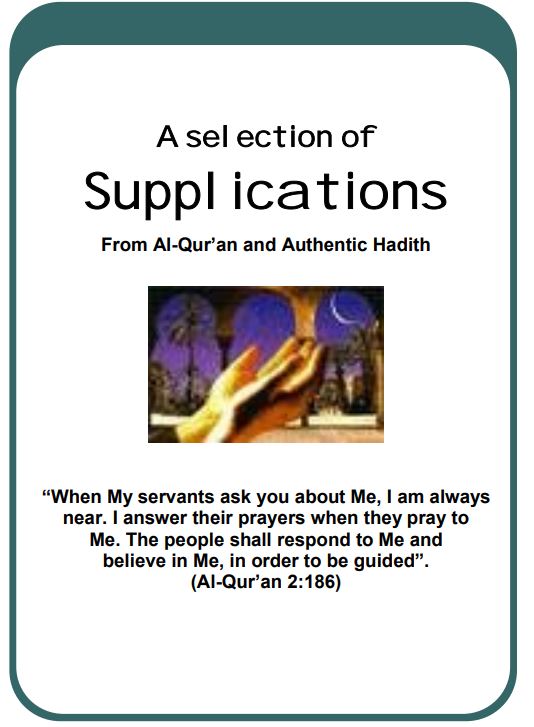 A selection of
Supplications
From Al-Qur’an and Authentic Hadith
“When My servants ask you about Me, I am always
near. I answer their prayers when they pray to
Me. The people shall respond to Me and
believe in Me, in order to be guided”.
(Al-Qur’an 2:186)